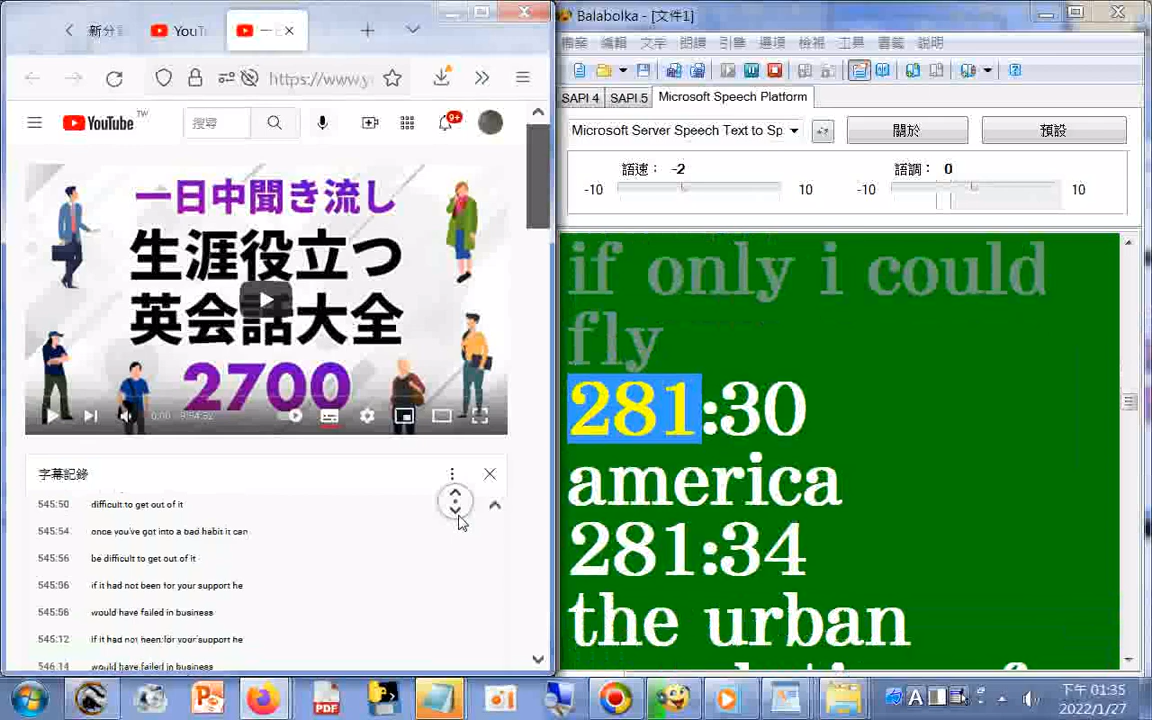 新分
YouT
一 E
https://www.y
YouTube TW
搜尋
9+
一日中聞き流し
生涯役立つ
英会話大全
2700
字幕記錄
545:50 difficult to get out of it
545:54 once you've got into a bad habit it can
545:56 be difficult to get out of it
if it had not been for your support he
would have failed in business
545:12 if it had not been for your support he
546:14 would have failed in business
Balabolka - [文件1]
檔案 編輯 文字 朗讀 引擎 選項 檢視 工具 書籤 說明
SAPI 4 SAPI 5 Microsoft Speech Platform
Microsoft Server Speech Text to Sp
關於
預設
語速： -2
語調： 0
-10 10 -10 10
if only i could
fly
281:30
america
281:34
the urban
PDF
A
下午 01:35
2022/1/27